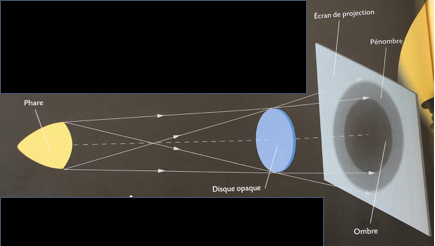 Écran de projection
Pénombre
Phare
Disque opaque
Ombre